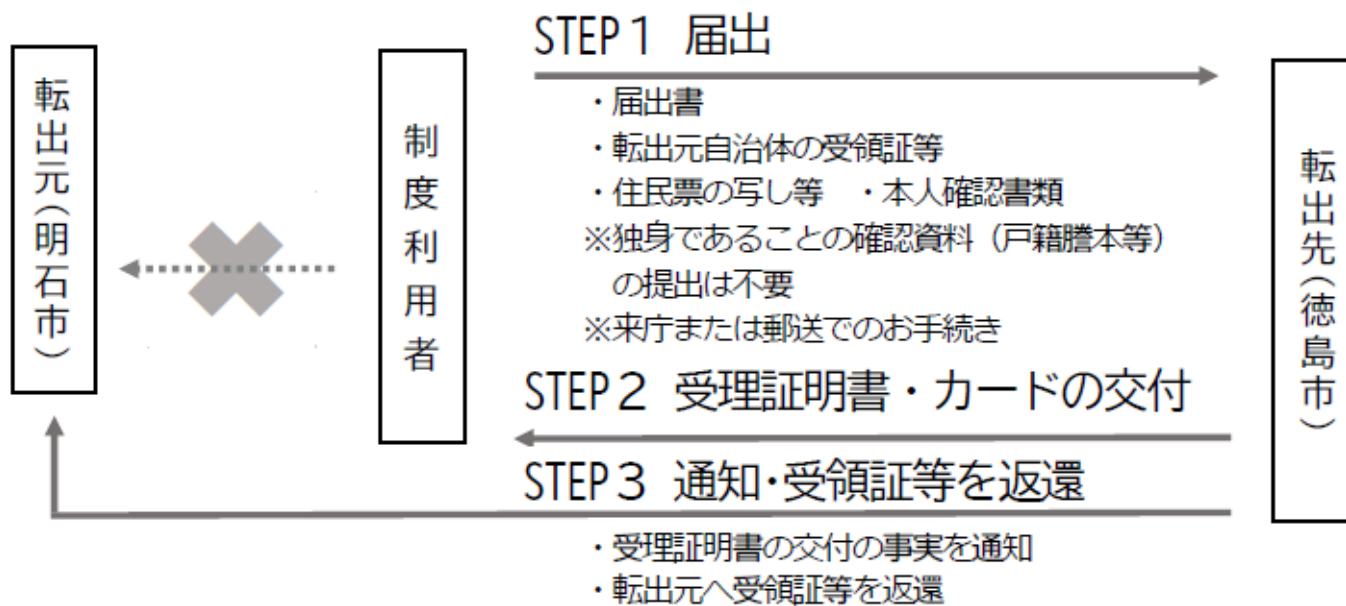 転出元(明石市)
制度利用者
STEP1 届出
・届出書
・転出元自治体の受領証等
・住民票の写し等 ・本人確認書類
※独身であることの確認資料(戸籍謄本等)
の提出は不要
※来庁または郵送でのお手続き
STEP2 受理証明書・カードの交付
STEP3 通知・受領証等を返還
・受理証明書の交付の事実を通知
・転出元へ受領証等を返還
転出先(徳島市)